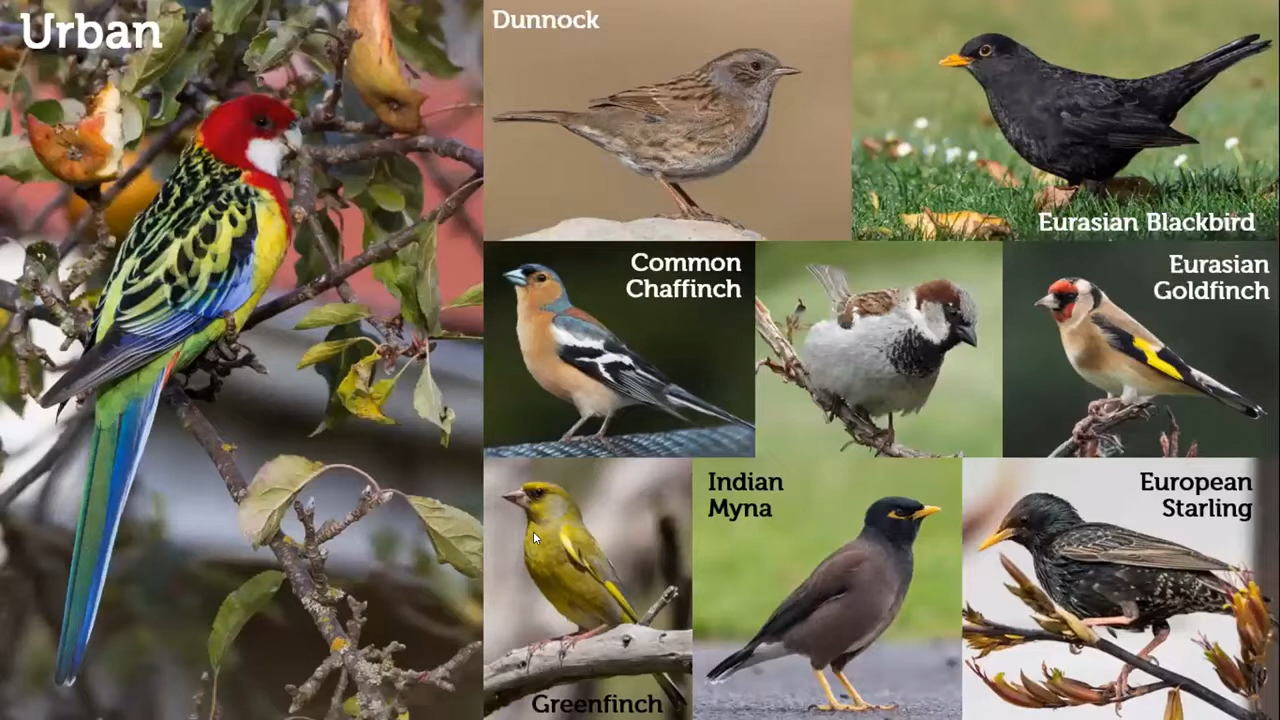 Urban
Dunnock
Eurasian Blackbird
Common
Chaffinch
Eurasian
Goldfinch
Greenfinch
Indian
Myna
European
Starling